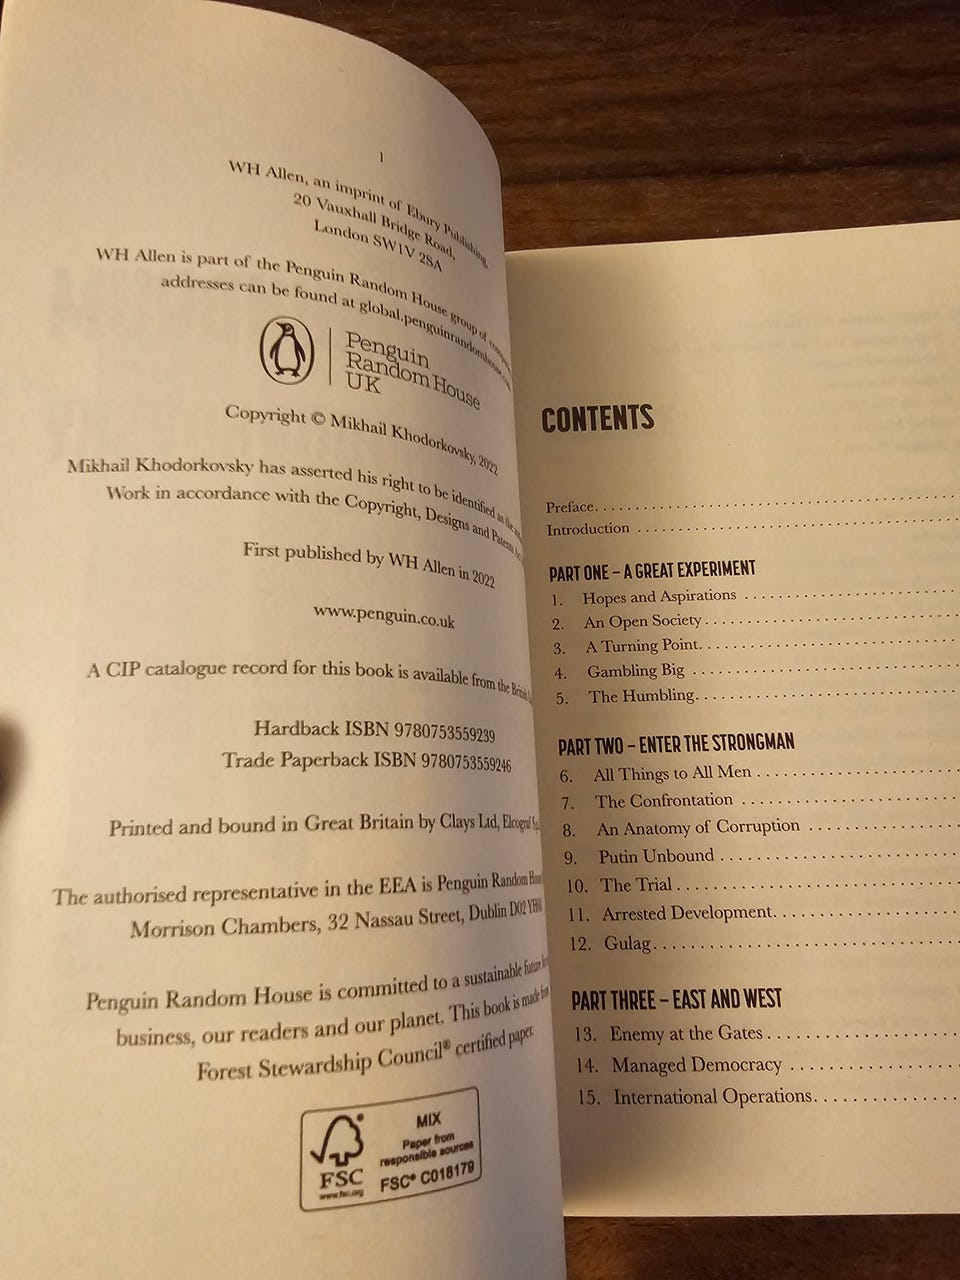 1
WH Allen, an imprint of Ebury Publishing,
20 Vauxhall Bridge Road,
London SW1V 2SA
WH Allen is part of the Penguin Random House group of companies
addresses can be found at global.penguinrandomhouse.com
Penguin
Random House
UK
Copyright © Mikhail Khodorkovsky, 2022
Mikhail Khodorkovsky has asserted his right to be identified as the
Work in accordance with the Copyright, Designs and Patents
First published by WH Allen in 2022
www.penguin.co.uk
A CIP catalogue record for this book is available from the British
Hardback ISBN 9780753559239
Trade Paperback ISBN 9780753559246
Printed and bound in Great Britain by Clays Ltd, Elcograf
The authorised representative in the EEA is Penguin Random
Morrison Chambers, 32 Nassau Street, Dublin D02 YH68
Penguin Random House is committed to a sustainable future
business, our readers and our planet. This book is made from
Forest Stewardship Council® certified paper.
FSC
www.fsc.org
MIX
Paper from
responsible sources
FSC® C018179
CONTENTS
Preface
Introduction
PART ONE – A GREAT EXPERIMENT
1. Hopes and Aspirations
2. An Open Society
3. A Turning Point
4. Gambling Big
5. The Humbling
PART TWO – ENTER THE STRONGMAN
6. All Things to All Men
7. The Confrontation
8. An Anatomy of Corruption
9. Putin Unbound
10. The Trial
11. Arrested Development
12. Gulag
PART THREE – EAST AND WEST
13. Enemy at the Gates
14. Managed Democracy
15. International Operations